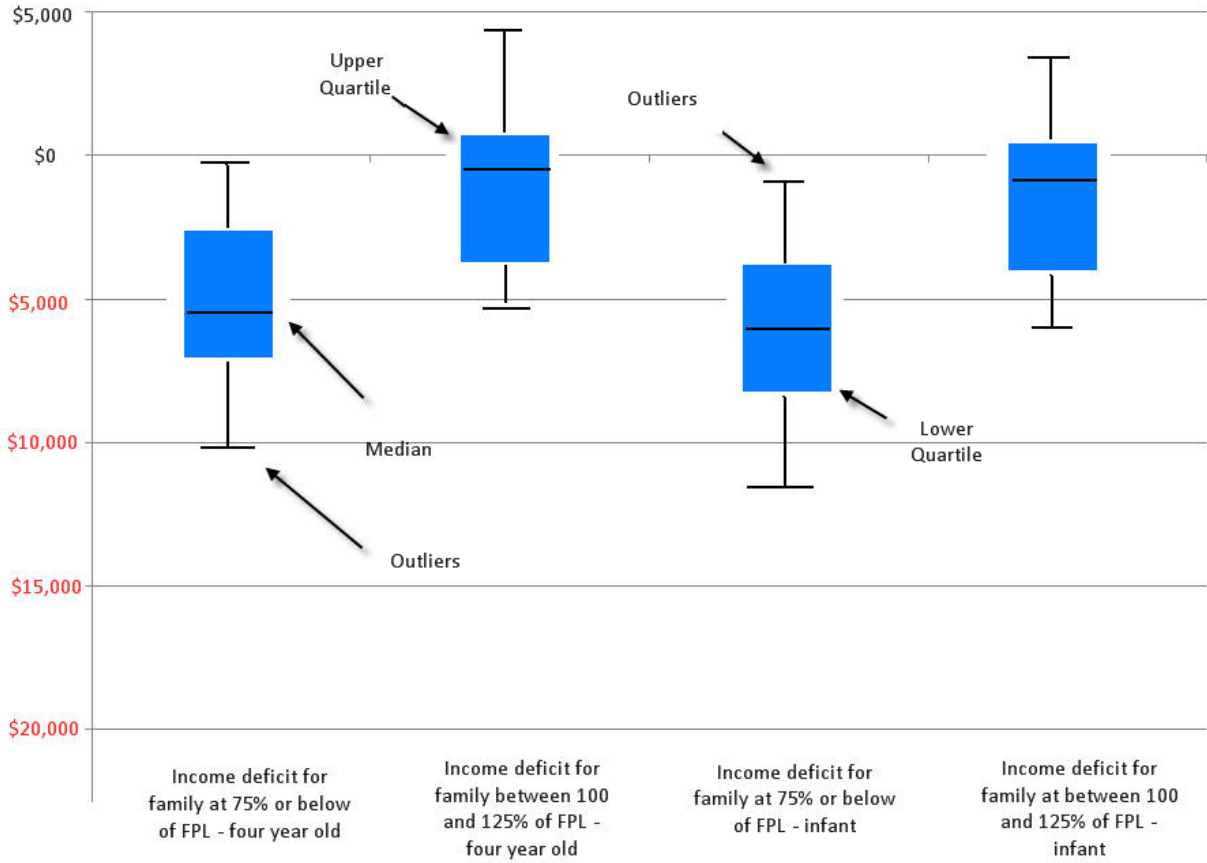 $5,000
Upper
Quartile
Outliers
$0
$5,000
$10,000
Median
Lower
Quartile
Outliers
$15,000
$20,000
Income deficit for
family at 75% or below
of FPL - four year old
Income deficit for
family between 100
and 125% of FPL -
four year old
Income deficit for
family at 75% or below
of FPL - infant
Income deficit for
family at between 100
and 125% of FPL -
infant